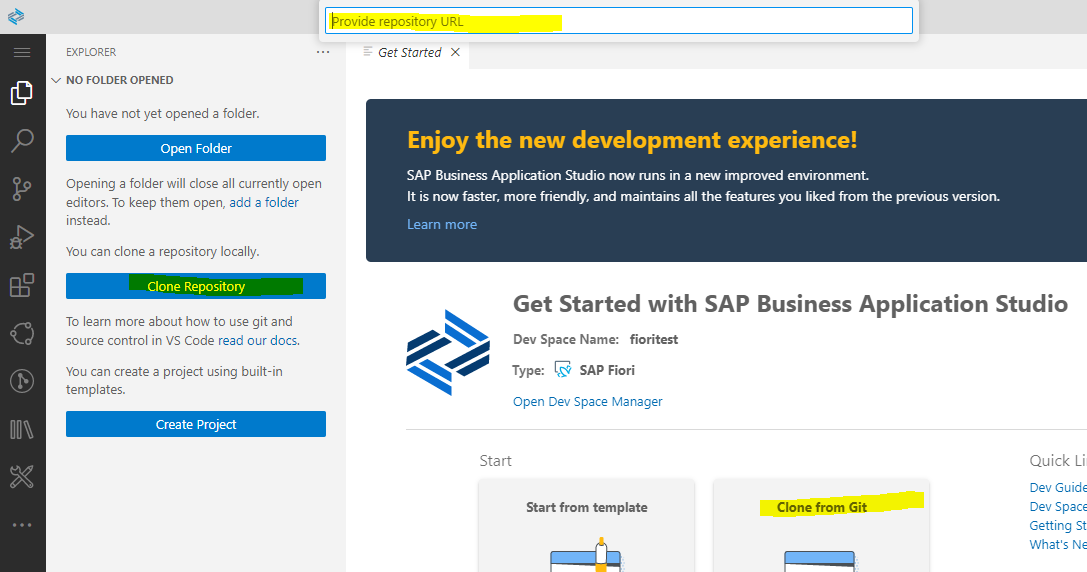 Provide repository URL
EXPLORER
Get Started
NO FOLDER OPENED
You have not yet opened a folder.
Open Folder
Opening a folder will close all currently open
editors. To keep them open, add a folder
instead.
You can clone a repository locally.
Clone Repository
To learn more about how to use git and
source control in VS Code read our docs.
You can create a project using built-in
templates.
Create Project
Enjoy the new development experience!
SAP Business Application Studio now runs in a new improved environment.
It is now faster, more friendly, and maintains all the features you liked from the previous version.
Learn more
Get Started with SAP Business Application Studio
Dev Space Name: fioritest
Type: SAP Fiori
Open Dev Space Manager
Start
Start from template
Clone from Git
Quick Li
Dev Guide
Dev Space
Getting St
What's Ne